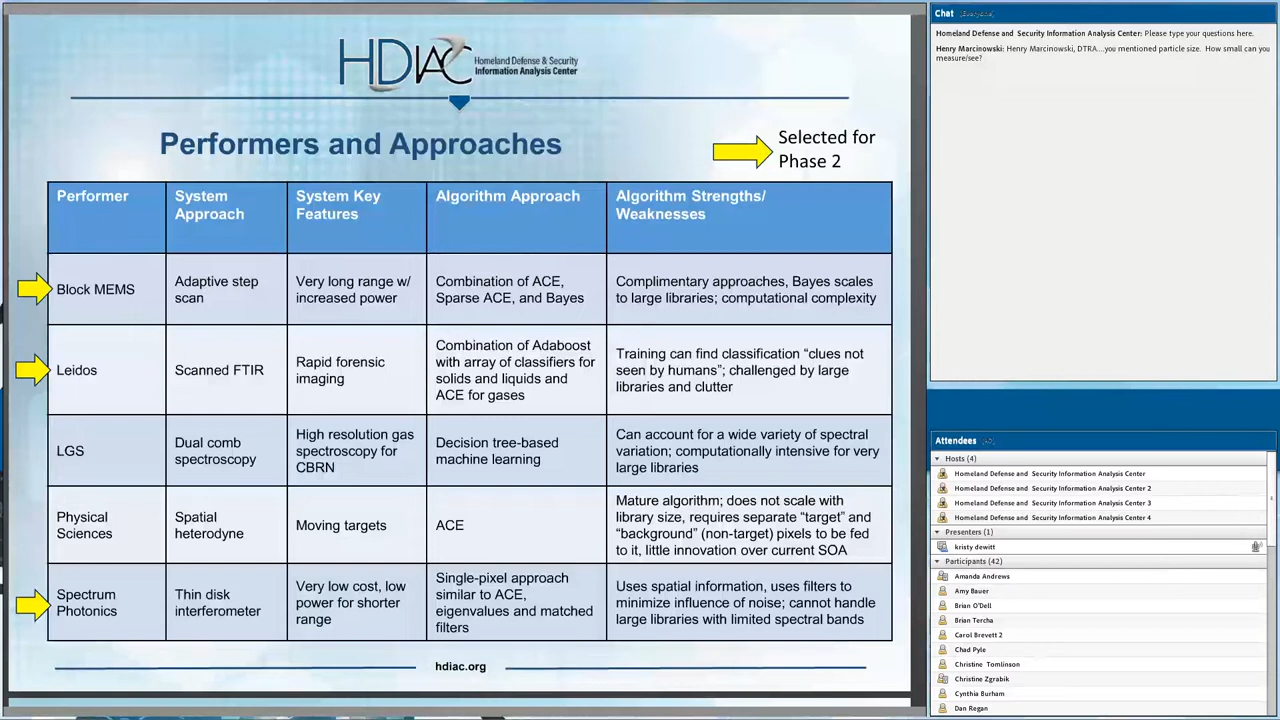 HDIAC
Homeland Defense & Security
Information Analysis Center
Performers and Approaches
Selected for
Phase 2
Performer
System
Approach
System Key
Features
Algorithm Approach
Algorithm Strengths/
Weaknesses
Block MEMS
Adaptive step
scan
Very long range w/
increased power
Combination of ACE,
Sparse ACE, and Bayes
Complimentary approaches, Bayes scales
to large libraries; computational complexity
Leidos
Scanned FTIR
Rapid forensic
imaging
Combination of Adaboost
with array of classifiers for
solids and liquids and
ACE for gases
Training can find classification “clues not
seen by humans”; challenged by large
libraries and clutter
LGS
Dual comb
spectroscopy
High resolution gas
spectroscopy for
CBRN
Decision tree-based
machine learning
Can account for a wide variety of spectral
variation; computationally intensive for very
large libraries
Physical
Sciences
Spatial
heterodyne
Moving targets
ACE
Mature algorithm; does not scale with
library size, requires separate “target” and
“background” (non-target) pixels to be fed
to it, little innovation over current SOA
Spectrum
Photonics
Thin disk
interferometer
Very low cost, low
power for shorter
range
Single-pixel approach
similar to ACE,
eigenvalues and matched
filters
Uses spatial information, uses filters to
minimize influence of noise; cannot handle
large libraries with limited spectral bands
hdiac.org
Chat (Everyone)
Homeland Defense and Security Information Analysis Center: Please type your questions here.
Henry Marcinowski: Henry Marcinowski, DTRA....you mentioned particle size. How small can you
measure/see?
Attendees
Hosts (4)
Homeland Defense and Security Information Analysis Center
Homeland Defense and Security Information Analysis Center 2
Homeland Defense and Security Information Analysis Center 3
Homeland Defense and Security Information Analysis Center 4
Presenters (1)
kristy dewitt
Participants (42)
Amanda Andrews
Amy Bauer
Brian O'Dell
Brian Tercha
Carol Brevett 2
Chad Pyle
Christine Tomlinson
Christine Zgrabik
Cynthia Burham
Dan Regan